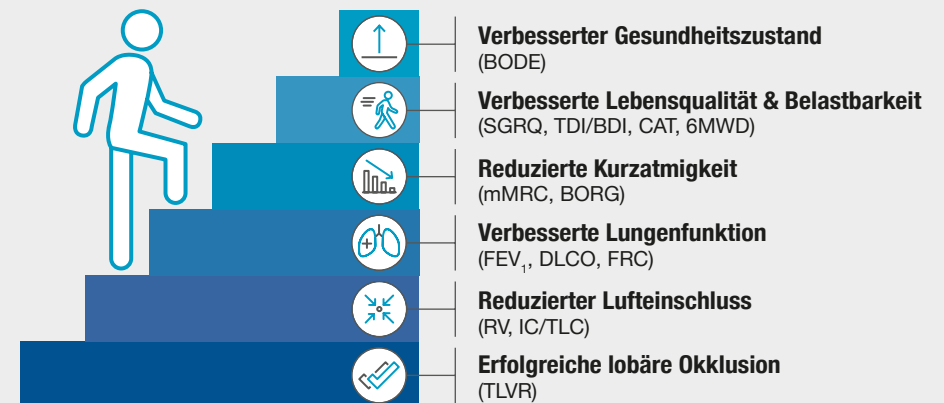 Verbesserter Gesundheitszustand
(BODE)
Verbesserte Lebensqualität & Belastbarkeit
(SGRQ, TDI/BDI, CAT, 6MWD)
Reduzierte Kurzatmigkeit
(mMRC, BORG)
Verbesserte Lungenfunktion
(FEV₁, DLCO, FRC)
Reduzierter Lufteinschluss
(RV, IC/TLC)
Erfolgreiche lobäre Okklusion
(TLVR)